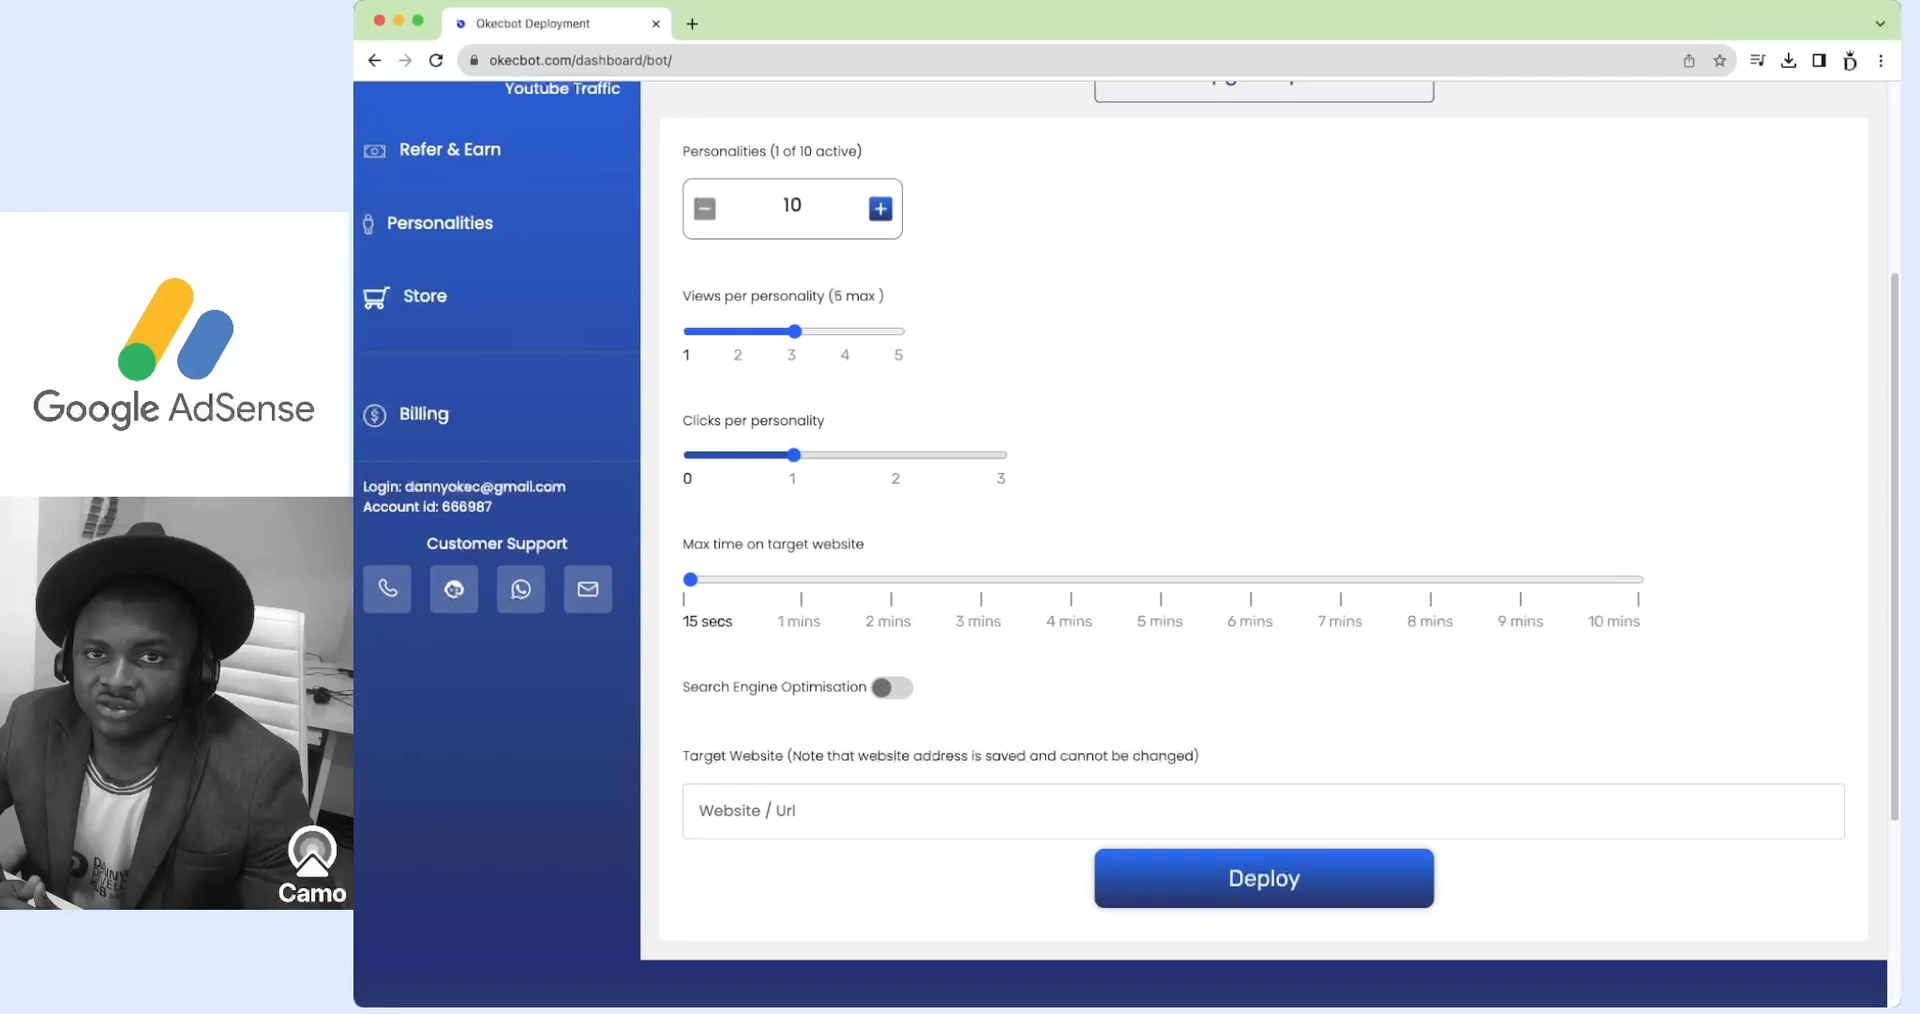 Okecbot Deployment
okecbot.com/dashboard/bot/
Youtube Traffic
Refer & Earn
Personalities
Store
Billing
Login: dannyokec@gmail.com
Account id: 666987
Customer Support
Personalities (1 of 10 active)
10
Views per personality (5 max )
1 2 3 4 5
Clicks per personality
0 1 2 3
Max time on target website
15 secs 1 mins 2 mins 3 mins 4 mins 5 mins 6 mins 7 mins 8 mins 9 mins 10 mins
Search Engine Optimisation
Target Website (Note that website address is saved and cannot be changed)
Website / Url
Deploy
Google AdSense
Camo